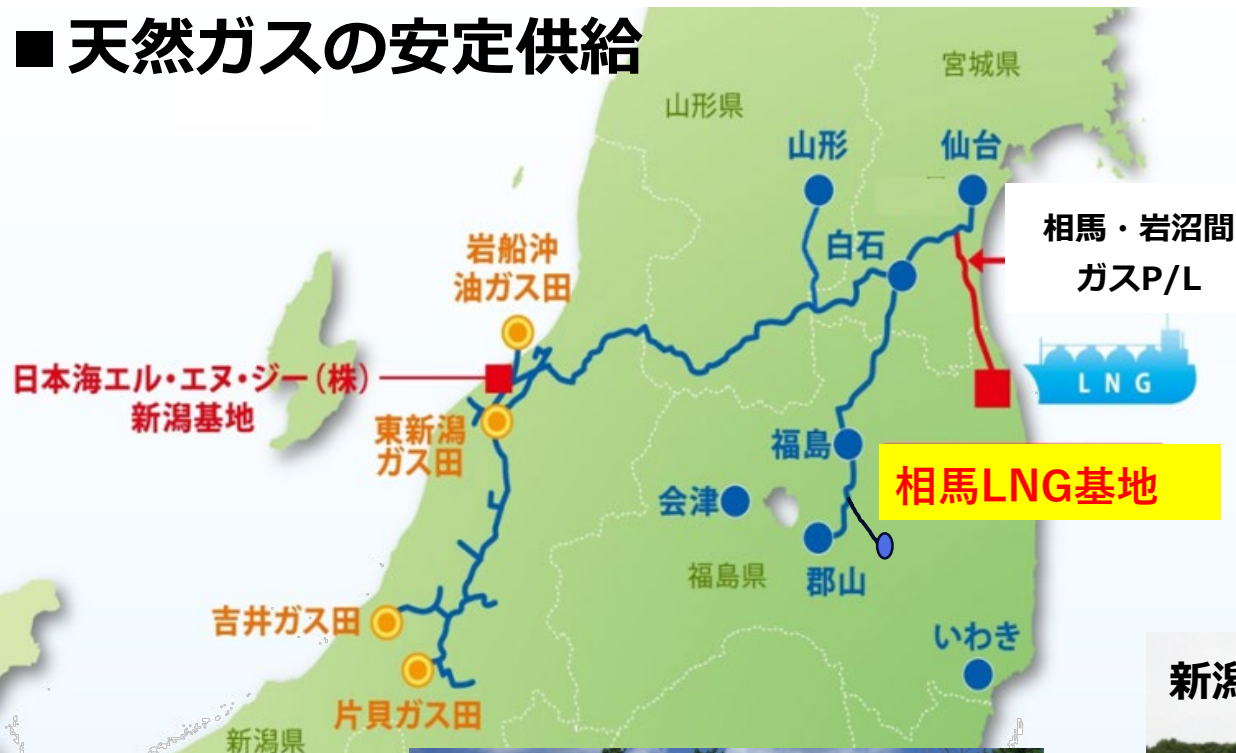 ■天然ガスの安定供給
宮城県
山形県
山形
仙台
相馬・岩沼間
ガスP/L
白石
岩船沖
油ガス田
日本海エル・エヌ・ジー(株)
新潟基地
LNG
東新潟
ガス田
福島
相馬LNG基地
会津
福島県
郡山
吉井ガス田
いわき
片貝ガス田
新潟県
新潟